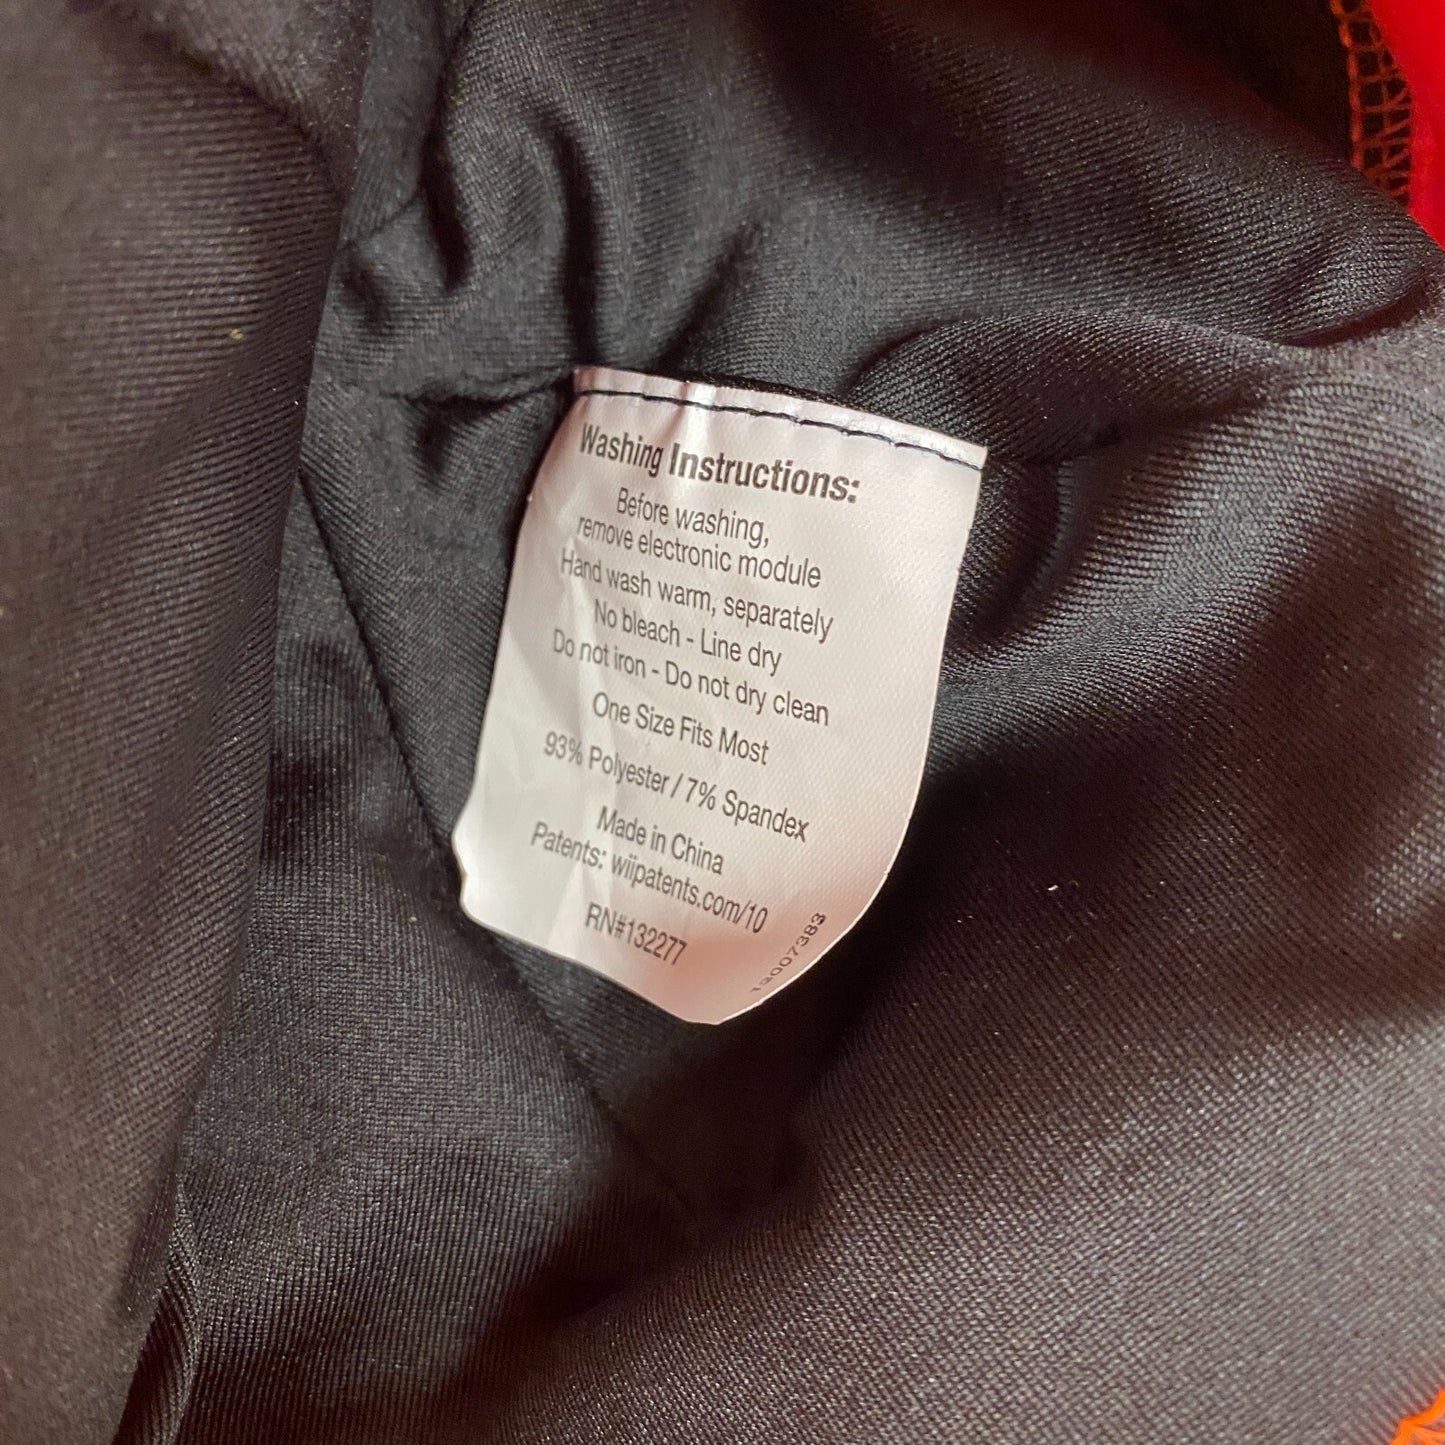 Washing Instructions:
Before washing,
remove electronic module
Hand wash warm, separately
No bleach - Line dry
Do not iron - Do not dry clean
One Size Fits Most
93% Polyester / 7% Spandex
Made in China
Patents: wiipatents.com/10
RN#132277